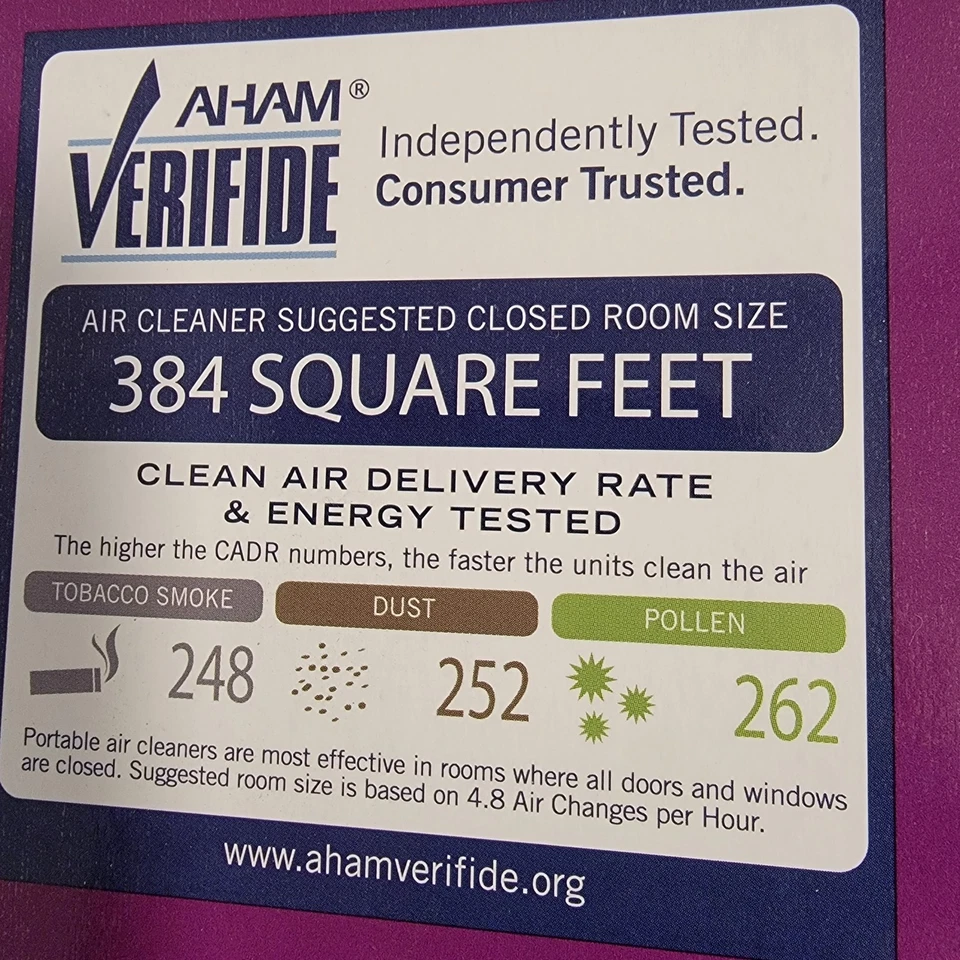 AHAM®
VERIFIDE
Independently Tested.
Consumer Trusted.
AIR CLEANER SUGGESTED CLOSED ROOM SIZE
384 SQUARE FEET
CLEAN AIR DELIVERY RATE
& ENERGY TESTED
The higher the CADR numbers, the faster the units clean the air
TOBACCO SMOKE
248
DUST
252
POLLEN
262
Portable air cleaners are most effective in rooms where all doors and windows
are closed. Suggested room size is based on 4.8 Air Changes per Hour.
www.ahamverifide.org